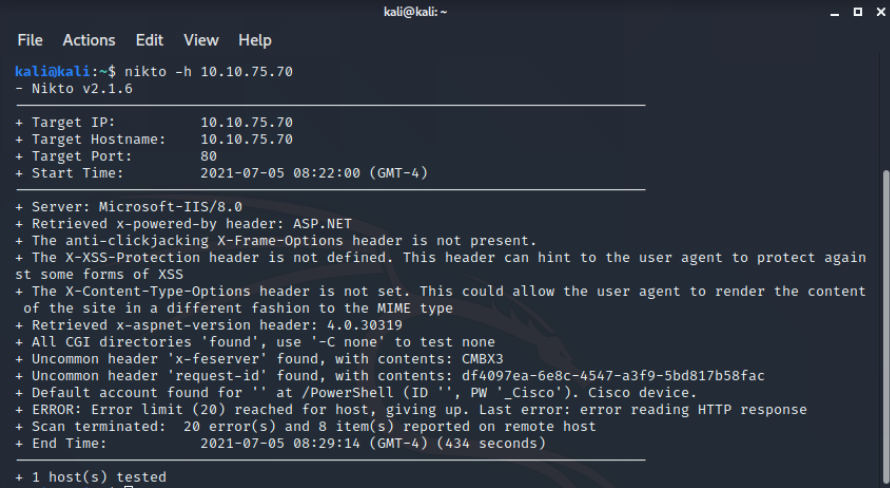 kali@kali: ~
File Actions Edit View Help
kali@kali:~$ nikto -h 10.10.75.70
- Nikto v2.1.6
+ Target IP: 10.10.75.70
+ Target Hostname: 10.10.75.70
+ Target Port: 80
+ Start Time: 2021-07-05 08:22:00 (GMT-4)
+ Server: Microsoft-IIS/8.0
+ Retrieved x-powered-by header: ASP.NET
+ The anti-clickjacking X-Frame-Options header is not present.
+ The X-XSS-Protection header is not defined. This header can hint to the user agent to protect again
st some forms of XSS
+ The X-Content-Type-Options header is not set. This could allow the user agent to render the content
 of the site in a different fashion to the MIME type
+ Retrieved x-aspnet-version header: 4.0.30319
+ All CGI directories 'found', use '-C none' to test none
+ Uncommon header 'x-feserver' found, with contents: CMBX3
+ Uncommon header 'request-id' found, with contents: df4097ea-6e8c-4547-a3f9-5bd817b58fac
+ Default account found for '' at /PowerShell (ID '', PW '_Cisco'). Cisco device.
+ ERROR: Error limit (20) reached for host, giving up. Last error: error reading HTTP response
+ Scan terminated: 20 error(s) and 8 item(s) reported on remote host
+ End Time: 2021-07-05 08:29:14 (GMT-4) (434 seconds)
+ 1 host(s) tested